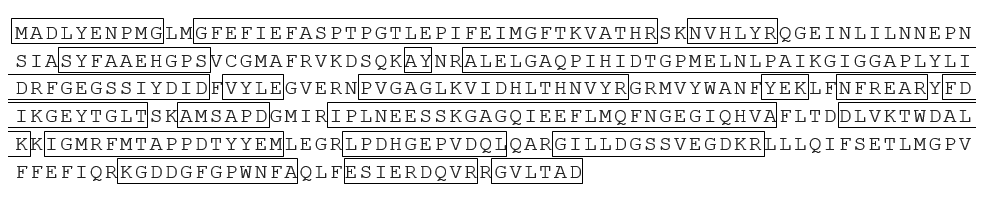 MADLYENPMGLMGFEFIEFASPTPGTLEPIFEIMGFTKVATHRSKNVHLYRQGEINLILNNEPN
SIASYFAAEHGPSVCGMAFRVKDSQKAYNRALELGAQPIHIDTGPMELNLPAIKGIGGAPLYLI
DRFGEGSSIYDIDFVYLEGVERNPVGAGLKVIDHLTHNVYRGRMVYWANFYEKLFNFREARYFD
IKGEYTGLTSKAMSAPDGMIRIPLNEESSKGAGQIEEFLMQFNGEGIQHVAFLTDDLVKTWDAL
KKIGMRFMTAPPDTYYEMLEGRLPDHGEPVDQLQARGILLDGSSVEGDKRLLLQIFSETLMGPV
FFEFIQRKGDDGFGPWNFAQLFESIERDQVRRGVLTAD